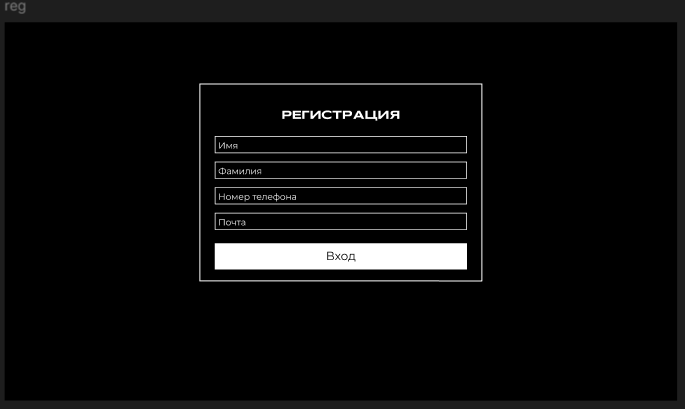 reg
РЕГИСТРАЦИЯ
Имя
Фамилия
Номер телефона
Почта
Вход